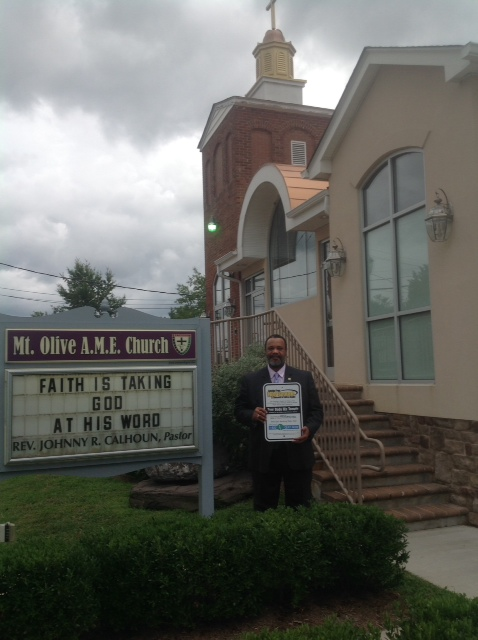 Mt. Olive A.M.E. Church
FAITH IS TAKING
GOD
AT HIS WORD
REV. JOHNNY R. CALHOUN, Pastor